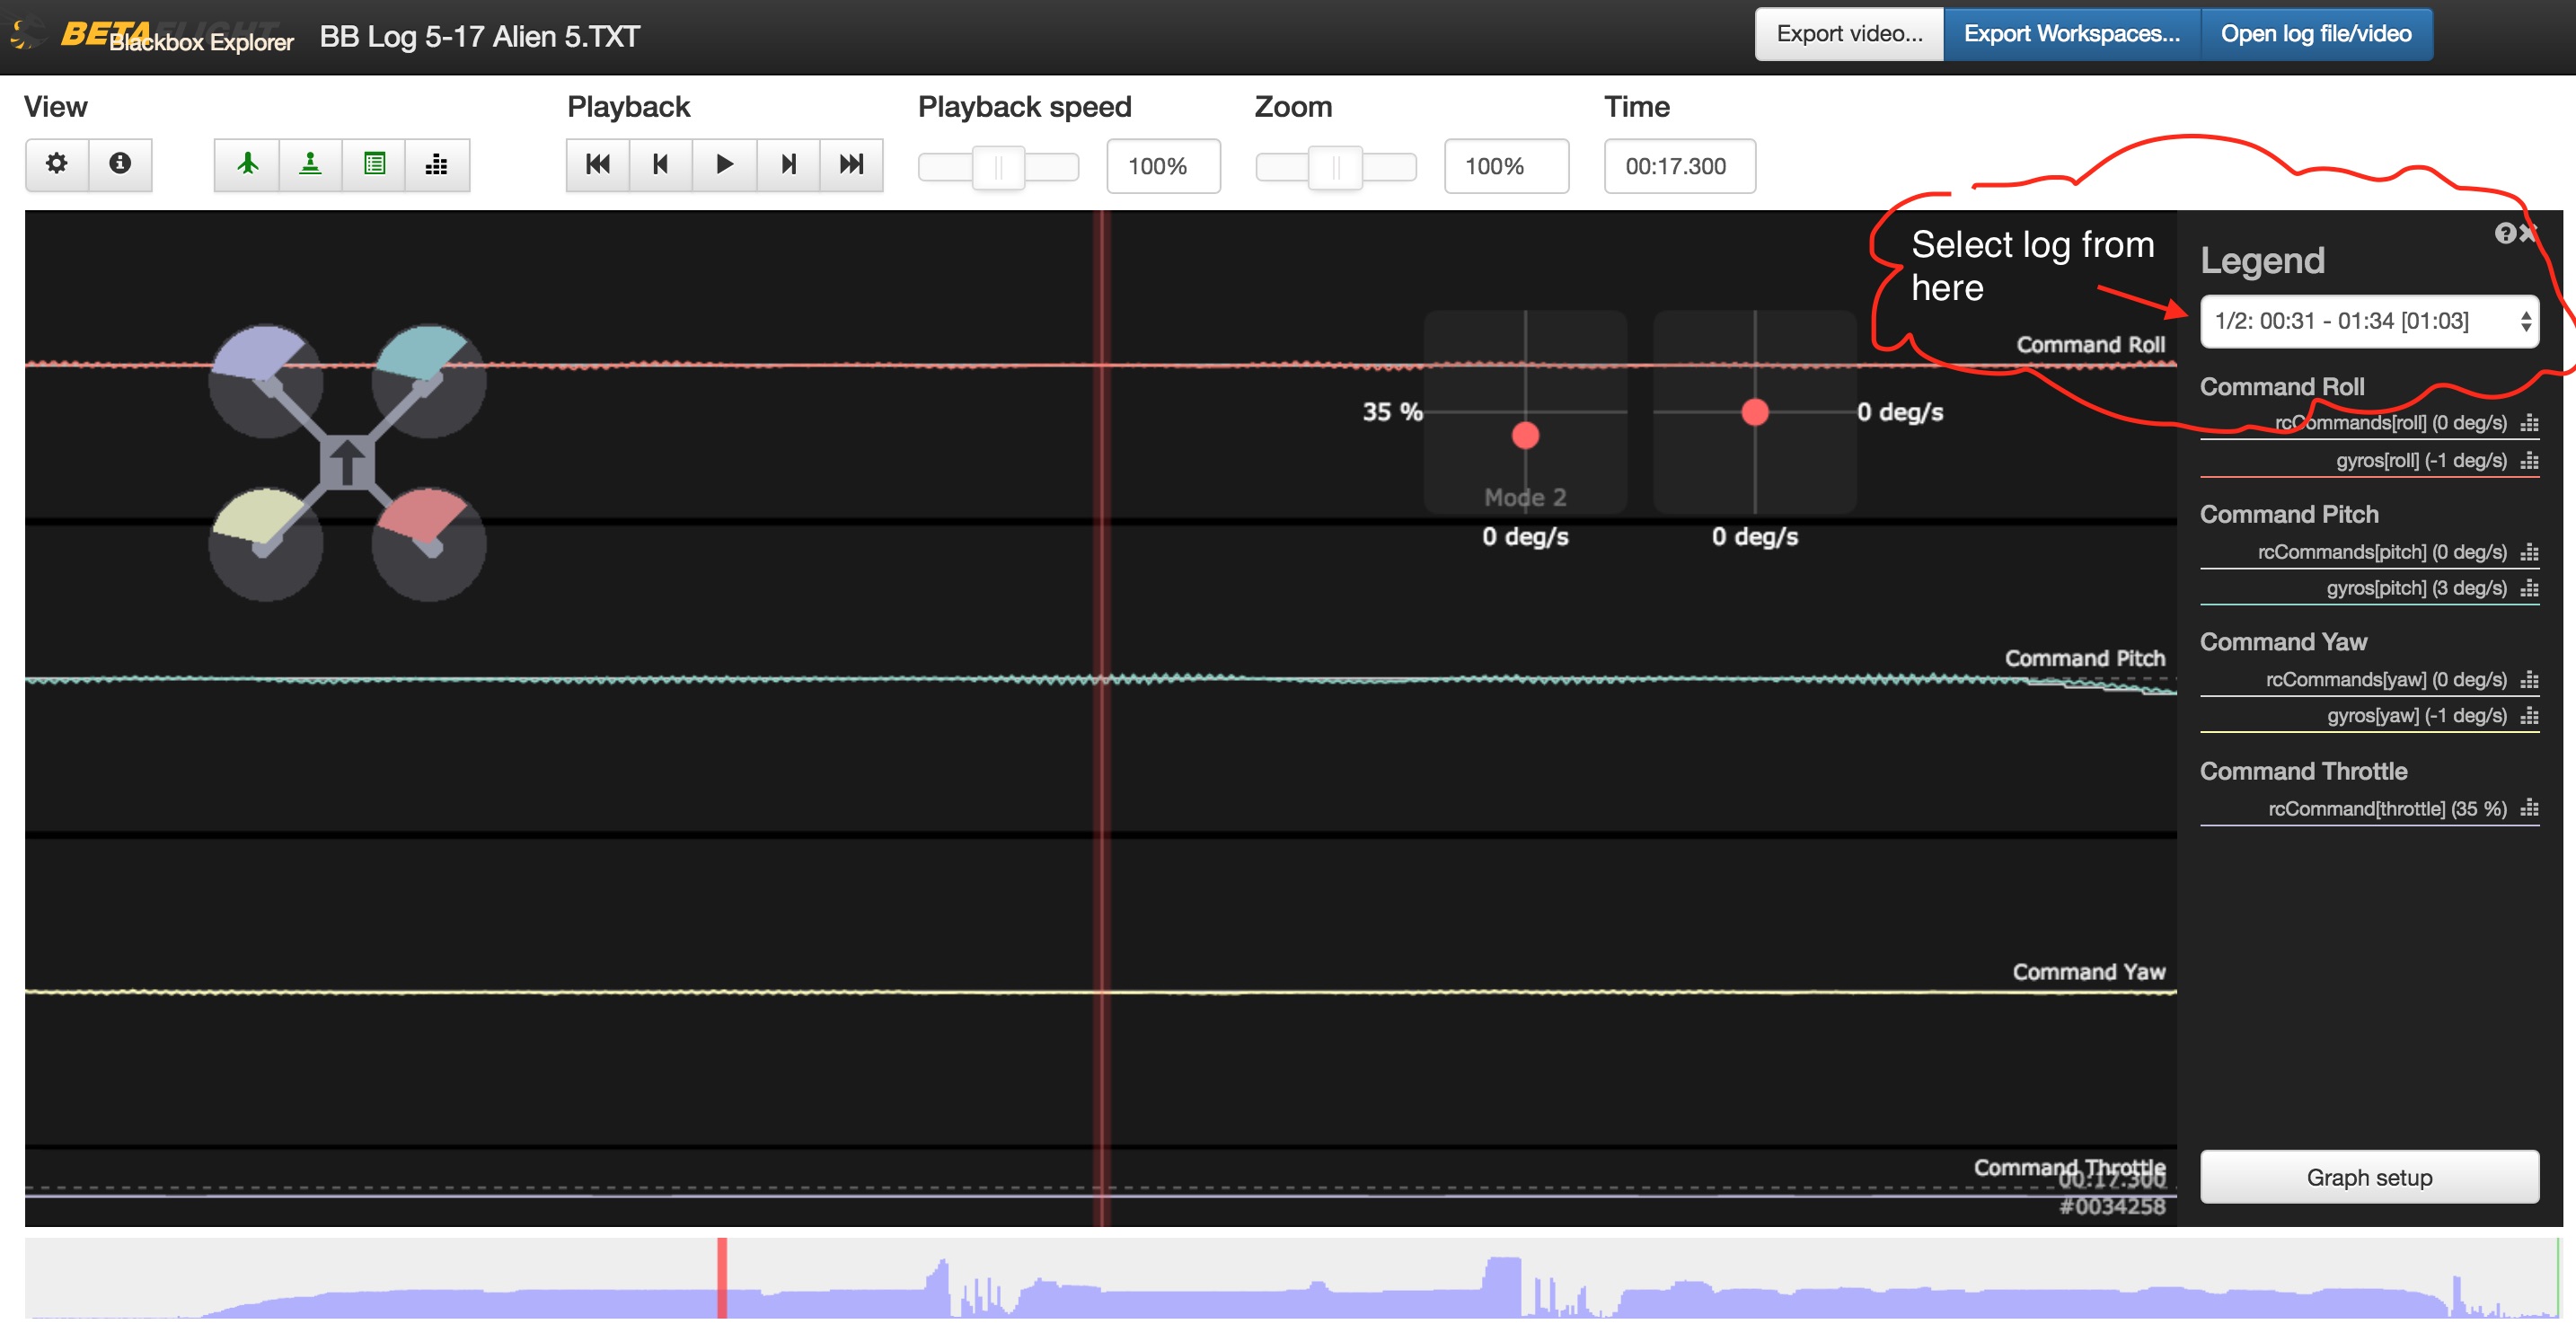 BETAFLIGHT
Blackbox Explorer
BB Log 5-17 Alien 5.TXT
Export video...
Export Workspaces...
Open log file/video
View
Playback
Playback speed
Zoom
Time
100%
100%
00:17.300
Select log from
here
Legend
1/2: 00:31 - 01:34 [01:03]
Command Roll
35 %
0 deg/s
Mode 2
0 deg/s
0 deg/s
Command Roll
rcCommands[roll] (0 deg/s)
gyros[roll] (-1 deg/s)
Command Pitch
rcCommands[pitch] (0 deg/s)
gyros[pitch] (3 deg/s)
Command Pitch
Command Yaw
rcCommands[yaw] (0 deg/s)
gyros[yaw] (-1 deg/s)
Command Throttle
rcCommand[throttle] (35 %)
Command Yaw
Command Throttle
00:17.300
#0034258
Graph setup